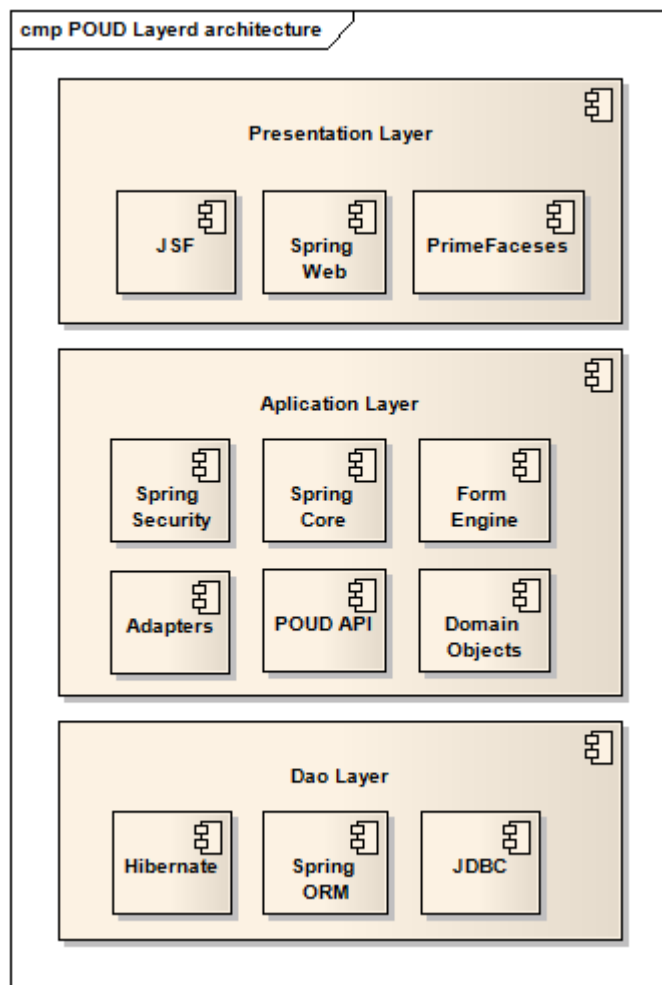 cmp POUD Layerd architecture
Presentation Layer
JSF
Spring
Web
PrimeFaceses
Aplication Layer
Spring
Security
Spring
Core
Form
Engine
Adapters
POUD API
Domain
Objects
Dao Layer
Hibernate
Spring
ORM
JDBC